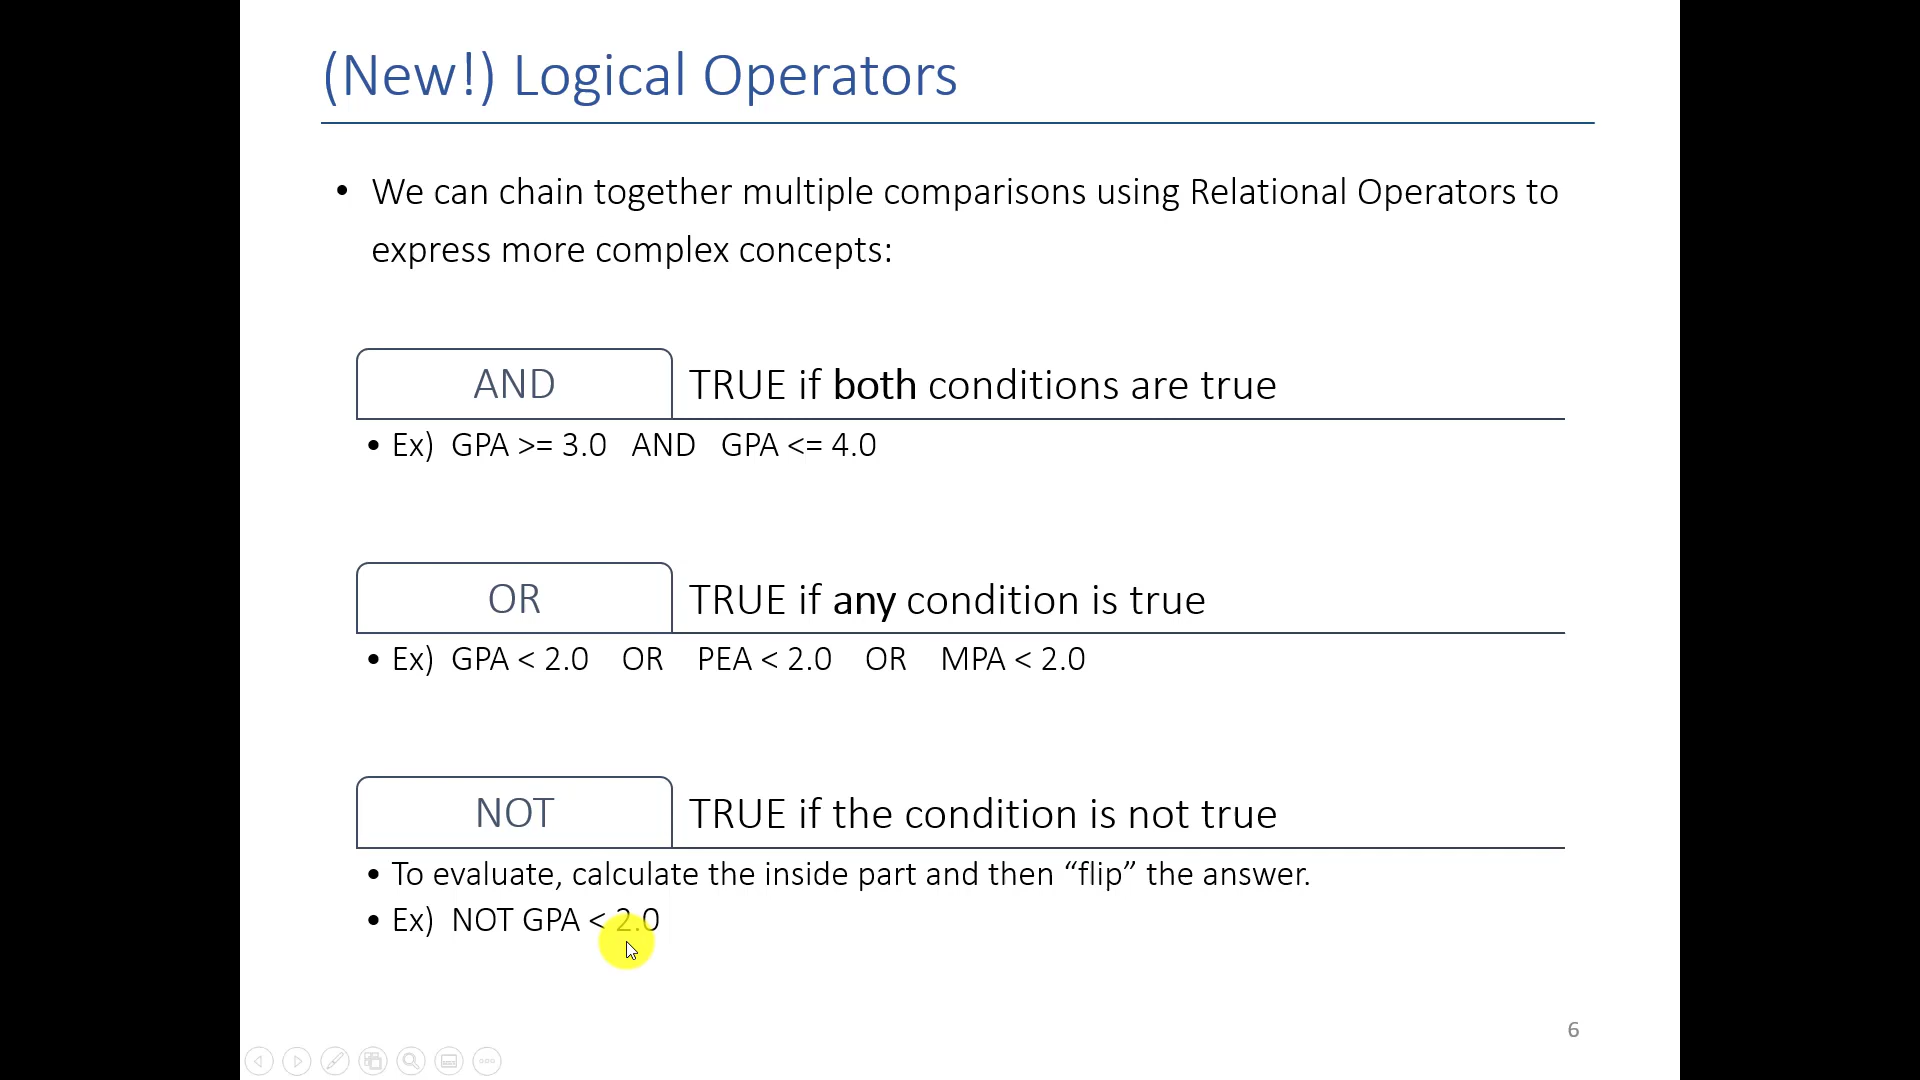 (New!) Logical Operators
• We can chain together multiple comparisons using Relational Operators to
express more complex concepts:
AND TRUE if both conditions are true
• Ex) GPA >= 3.0 AND GPA <= 4.0
OR TRUE if any condition is true
• Ex) GPA < 2.0 OR PEA < 2.0 OR MPA < 2.0
NOT TRUE if the condition is not true
• To evaluate, calculate the inside part and then “flip” the answer.
• Ex) NOT GPA < 2.0
6